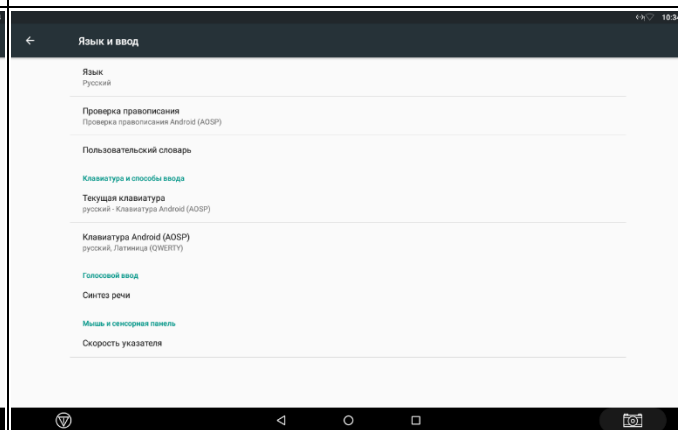 10:34
Язык и ввод
Язык
Русский
Проверка правописания
Проверка правописания Android (AOSP)
Пользовательский словарь
Клавиатура и способы ввода
Текущая клавиатура
русский - Клавиатура Android (AOSP)
Клавиатура Android (AOSP)
русский, Латиница (QWERTY)
Голосовой ввод
Синтез речи
Мышь и сенсорная панель
Скорость указателя